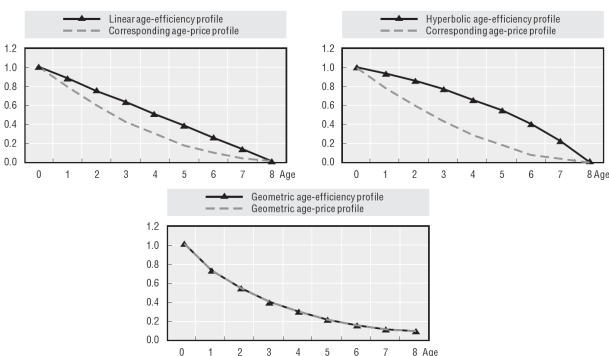 Linear age-efficiency profile
Corresponding age-price profile
1.2
1.0
0.8
0.6
0.4
0.2
0.0
0 1 2 3 4 5 6 7 8 Age
Hyperbolic age-efficiency profile
Corresponding age-price profile
1.2
1.0
0.8
0.6
0.4
0.2
0.0
0 1 2 3 4 5 6 7 8 Age
Geometric age-efficiency profile
Geometric age-price profile
1.2
1.0
0.8
0.6
0.4
0.2
0.0
0 1 2 3 4 5 6 7 8 Age